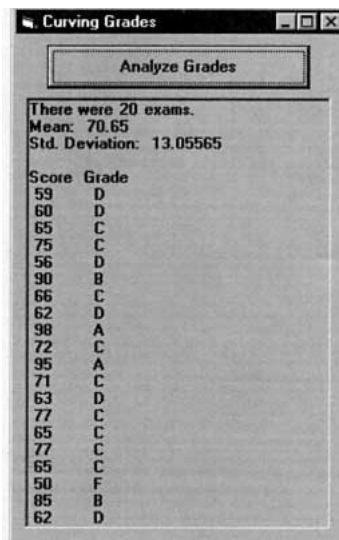 Curving Grades
Analyze Grades
There were 20 exams.
Mean: 70.65
Std. Deviation: 13.05565
Score Grade
59 D
60 D
65 C
75 C
56 D
90 B
66 C
62 D
98 A
72 C
95 A
71 C
63 D
77 C
65 C
77 C
65 C
50 F
85 B
62 D